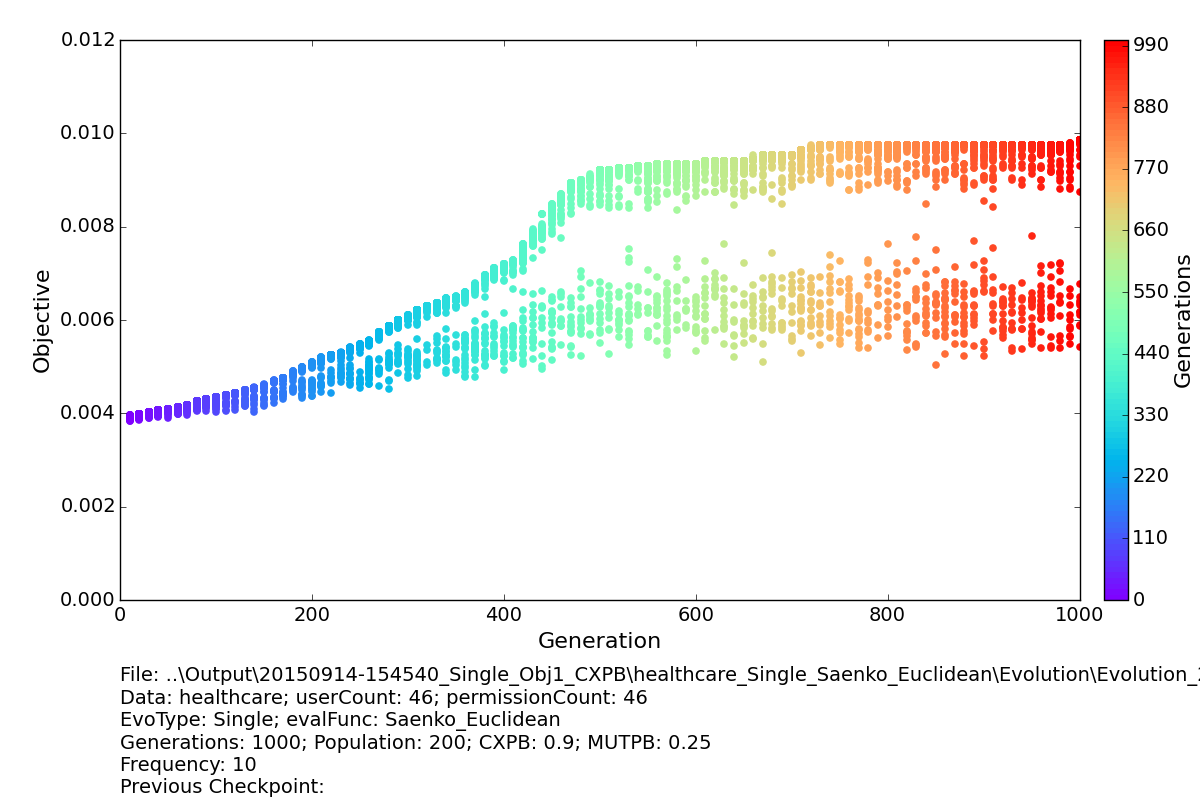 0.012
0.010
0.008
0.006
0.004
0.002
0.000
Objective
0
200
400
600
800
1000
Generation
990
880
770
660
550
440
330
220
110
0
Generations
File: ..\Output\20150914-154540_Single_Obj1_CXPB\healthcare_Single_Saenko_Euclidean\Evolution\Evolution_
Data: healthcare; userCount: 46; permissionCount: 46
EvoType: Single; evalFunc: Saenko_Euclidean
Generations: 1000; Population: 200; CXPB: 0.9; MUTPB: 0.25
Frequency: 10
Previous Checkpoint: